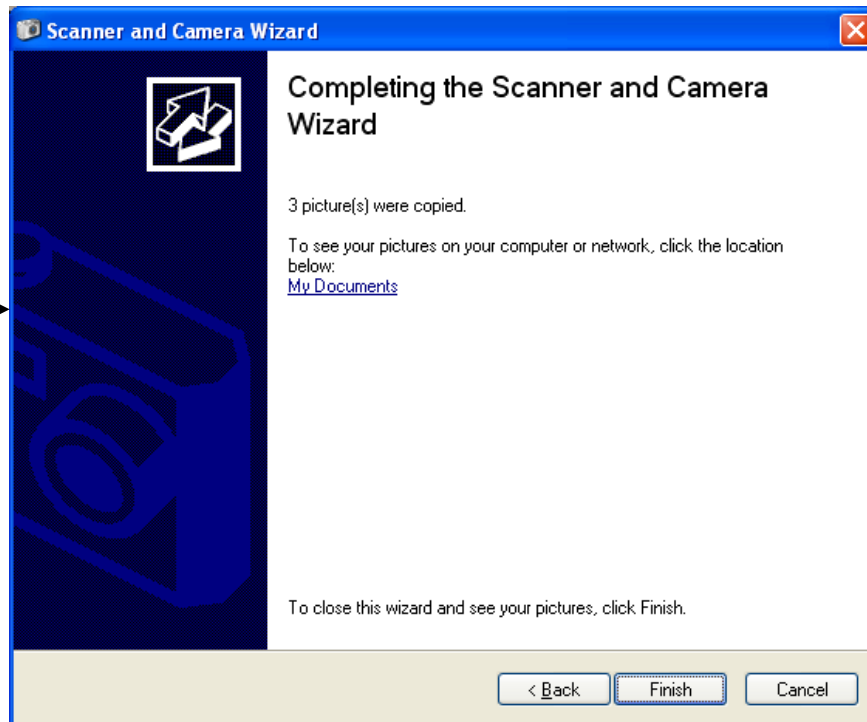 Scanner and Camera Wizard
Completing the Scanner and Camera
Wizard
3 picture(s) were copied.
To see your pictures on your computer or network, click the location
below:
My Documents
To close this wizard and see your pictures, click Finish.
< Back
Finish
Cancel